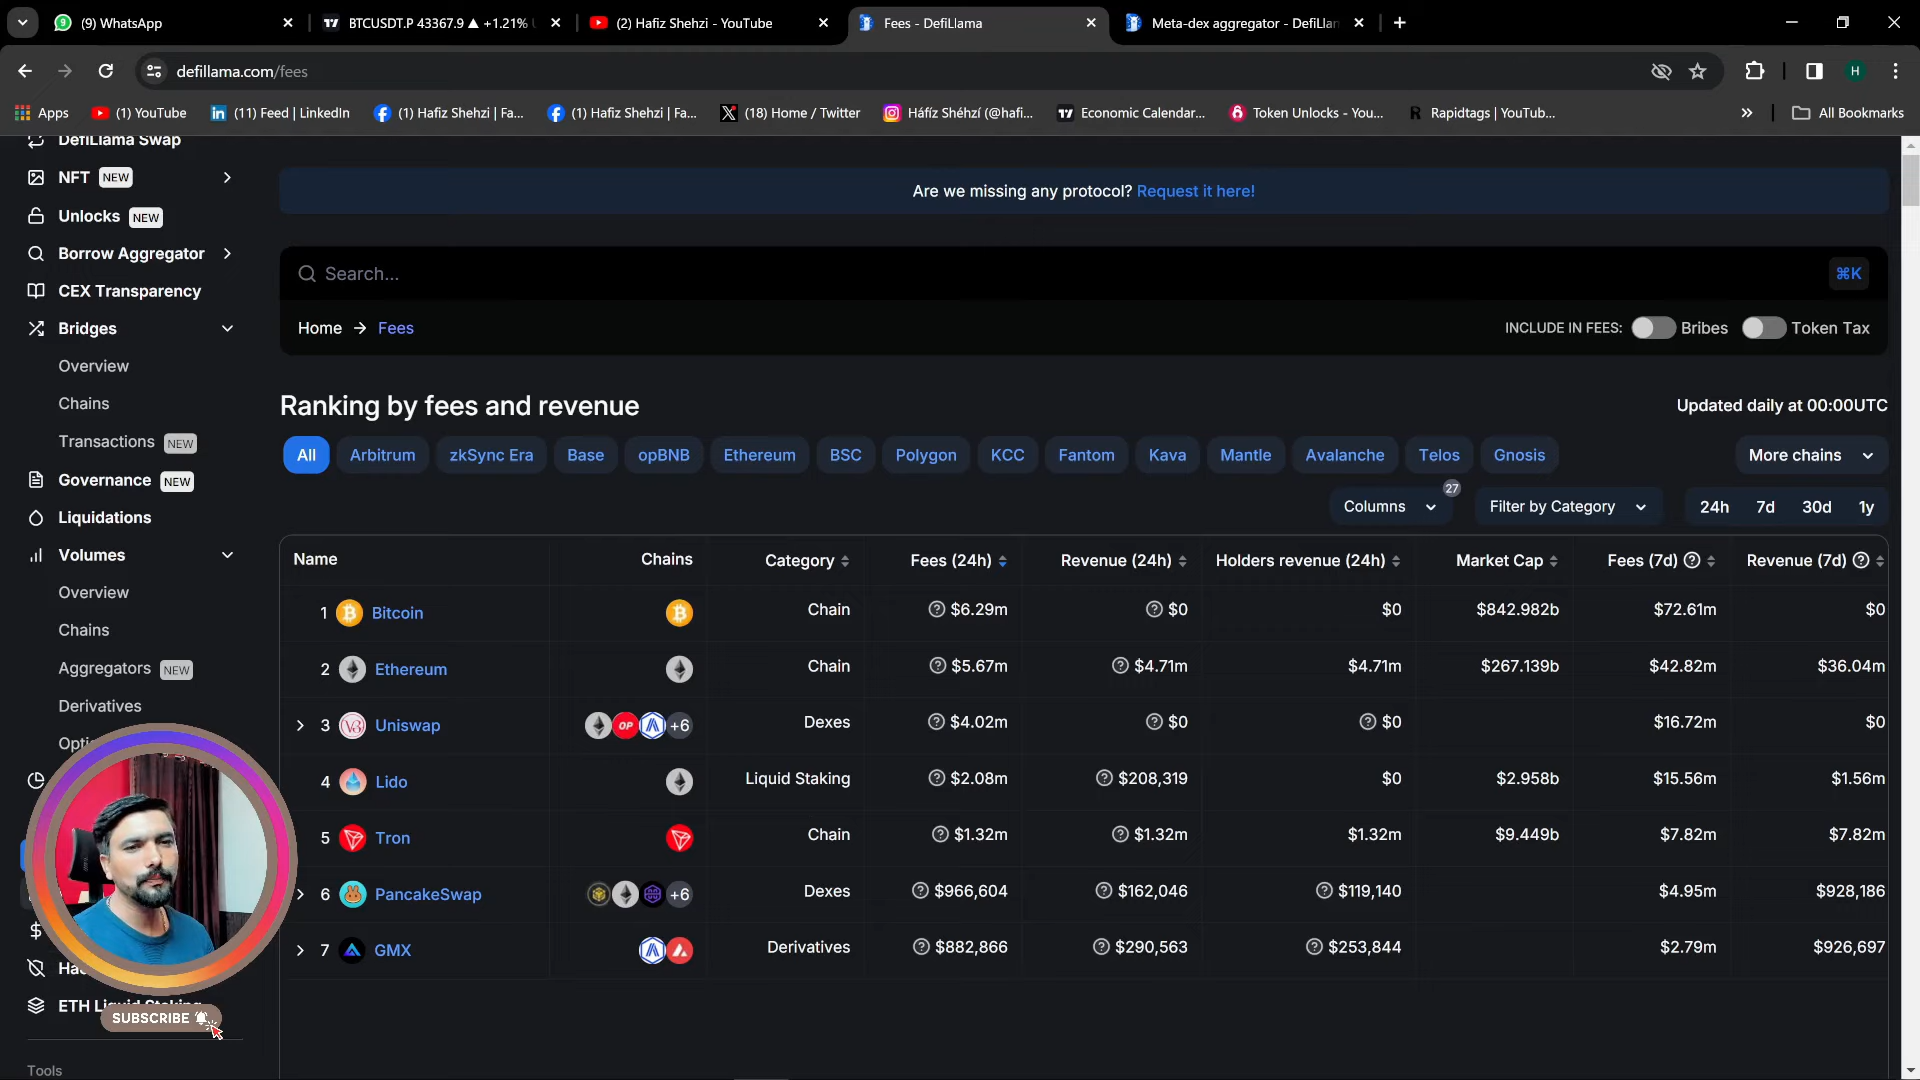 (9) WhatsApp
BTCUSDT.P 43367.9 ▲ +1.21%
(2) Hafiz Shehzi - YouTube
Fees - DefiLlama
Meta-dex aggregator - DefiLlan
defillama.com/fees
H
Apps
(1) YouTube
(11) Feed | LinkedIn
(1) Hafiz Shehzi | Fa...
(1) Hafiz Shehzi | Fa...
(18) Home / Twitter
Háfíz Shéhzí (@hafi...
Economic Calendar...
Token Unlocks - You...
Rapidtags | YouTub...
All Bookmarks
DefiLlama Swap
NFT NEW
Unlocks NEW
Borrow Aggregator
CEX Transparency
Bridges
Overview
Chains
Transactions NEW
Governance NEW
Liquidations
Volumes
Overview
Chains
Aggregators NEW
Derivatives
ETH Liquid Staking
SUBSCRIBE
Tools
Are we missing any protocol? Request it here!
Search...
⌘K
Home → Fees
INCLUDE IN FEES: Bribes Token Tax
Ranking by fees and revenue
Updated daily at 00:00UTC
All Arbitrum zkSync Era Base opBNB Ethereum BSC Polygon KCC Fantom Kava Mantle Avalanche Telos Gnosis More chains
27
Columns Filter by Category 24h 7d 30d 1y
Name Chains Category Fees (24h) Revenue (24h) Holders revenue (24h) Market Cap Fees (7d) Revenue (7d)
1 Bitcoin Chain $6.29m $0 $0 $842.982b $72.61m $0
2 Ethereum Chain $5.67m $4.71m $4.71m $267.139b $42.82m $36.04m
3 Uniswap OP +6 Dexes $4.02m $0 $0 $16.72m $0
4 Lido Liquid Staking $2.08m $208,319 $0 $2.958b $15.56m $1.56m
5 Tron Chain $1.32m $1.32m $1.32m $9.449b $7.82m $7.82m
6 PancakeSwap +6 Dexes $966,604 $162,046 $119,140 $4.95m $928,186
7 GMX Derivatives $882,866 $290,563 $253,844 $2.79m $926,697